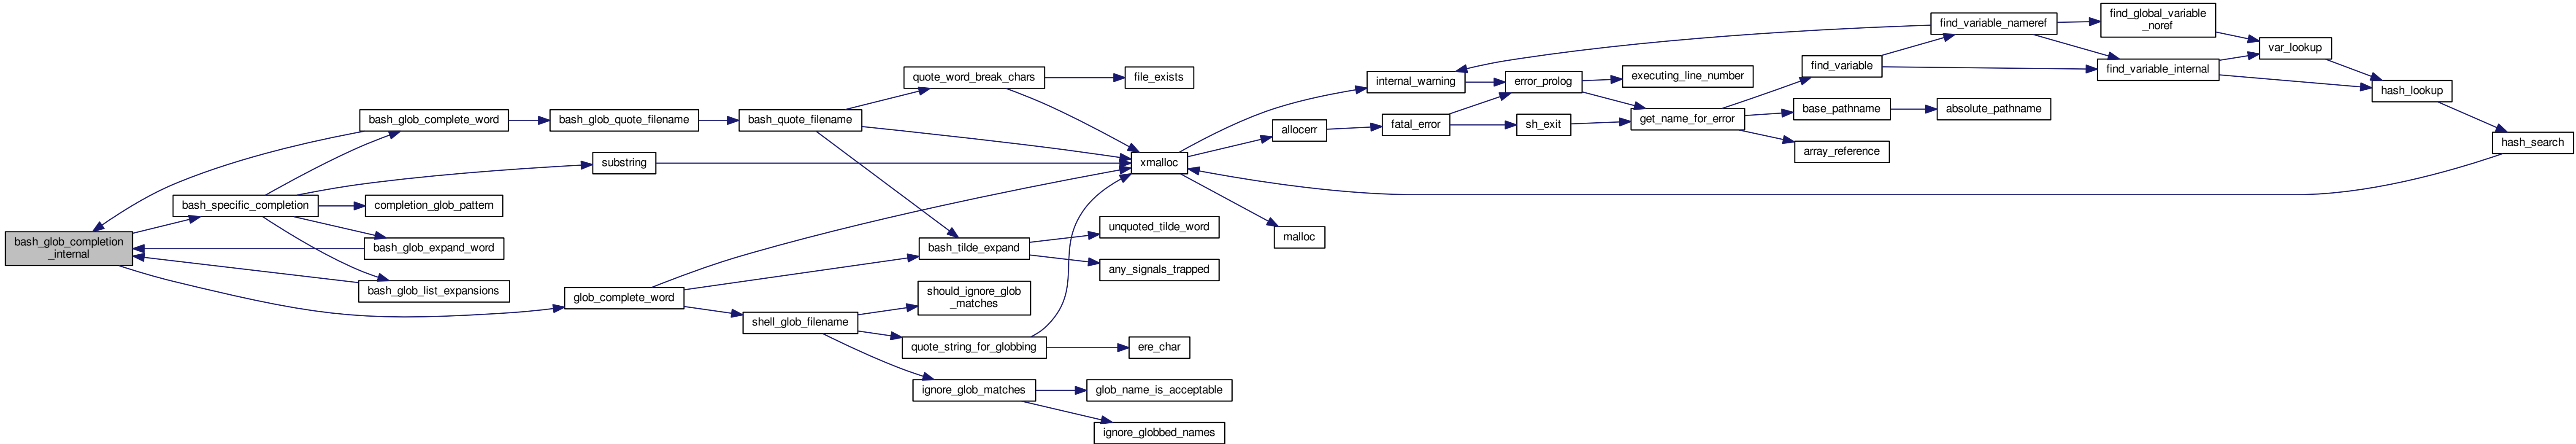 bash_glob_completion
_internal
bash_specific_completion
bash_glob_complete_word
completion_glob_pattern
bash_glob_expand_word
bash_glob_list_expansions
bash_glob_quote_filename
substring
glob_complete_word
bash_quote_filename
shell_glob_filename
quote_word_break_chars
bash_tilde_expand
should_ignore_glob
_matches
quote_string_for_globbing
ignore_glob_matches
file_exists
xmalloc
unquoted_tilde_word
any_signals_trapped
ere_char
glob_name_is_acceptable
ignore_globbed_names
allocerr
malloc
internal_warning
fatal_error
error_prolog
sh_exit
executing_line_number
get_name_for_error
find_variable
base_pathname
array_reference
find_variable_nameref
absolute_pathname
find_global_variable
_noref
find_variable_internal
var_lookup
hash_lookup
hash_search